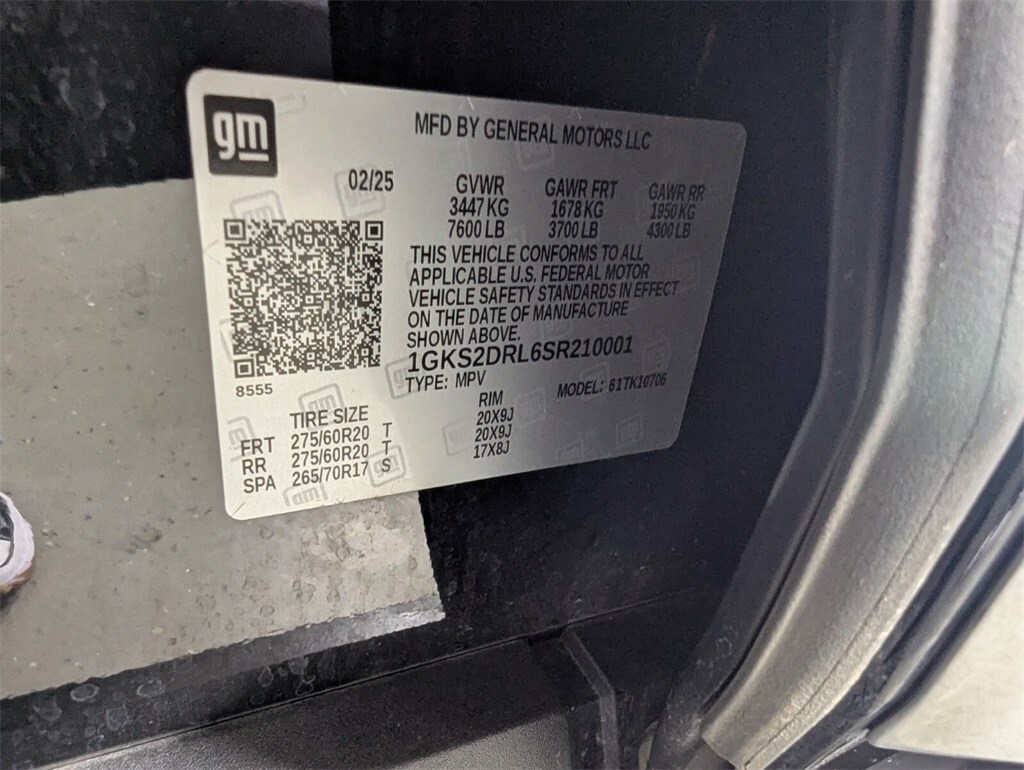 gm
MFD BY GENERAL MOTORS LLC
02/25 GVWR GAWR FRT GAWR RR
3447 KG 1678 KG 1950 KG
7600 LB 3700 LB 4300 LB
THIS VEHICLE CONFORMS TO ALL
APPLICABLE U.S. FEDERAL MOTOR
VEHICLE SAFETY STANDARDS IN EFFECT
ON THE DATE OF MANUFACTURE
SHOWN ABOVE.
1GKS2DRL6SR210001
8555 TYPE: MPV MODEL: 61TK10706
TIRE SIZE RIM
FRT 275/60R20 T 20X9J
RR 275/60R20 T 20X9J
SPA 265/70R17 S 17X8J